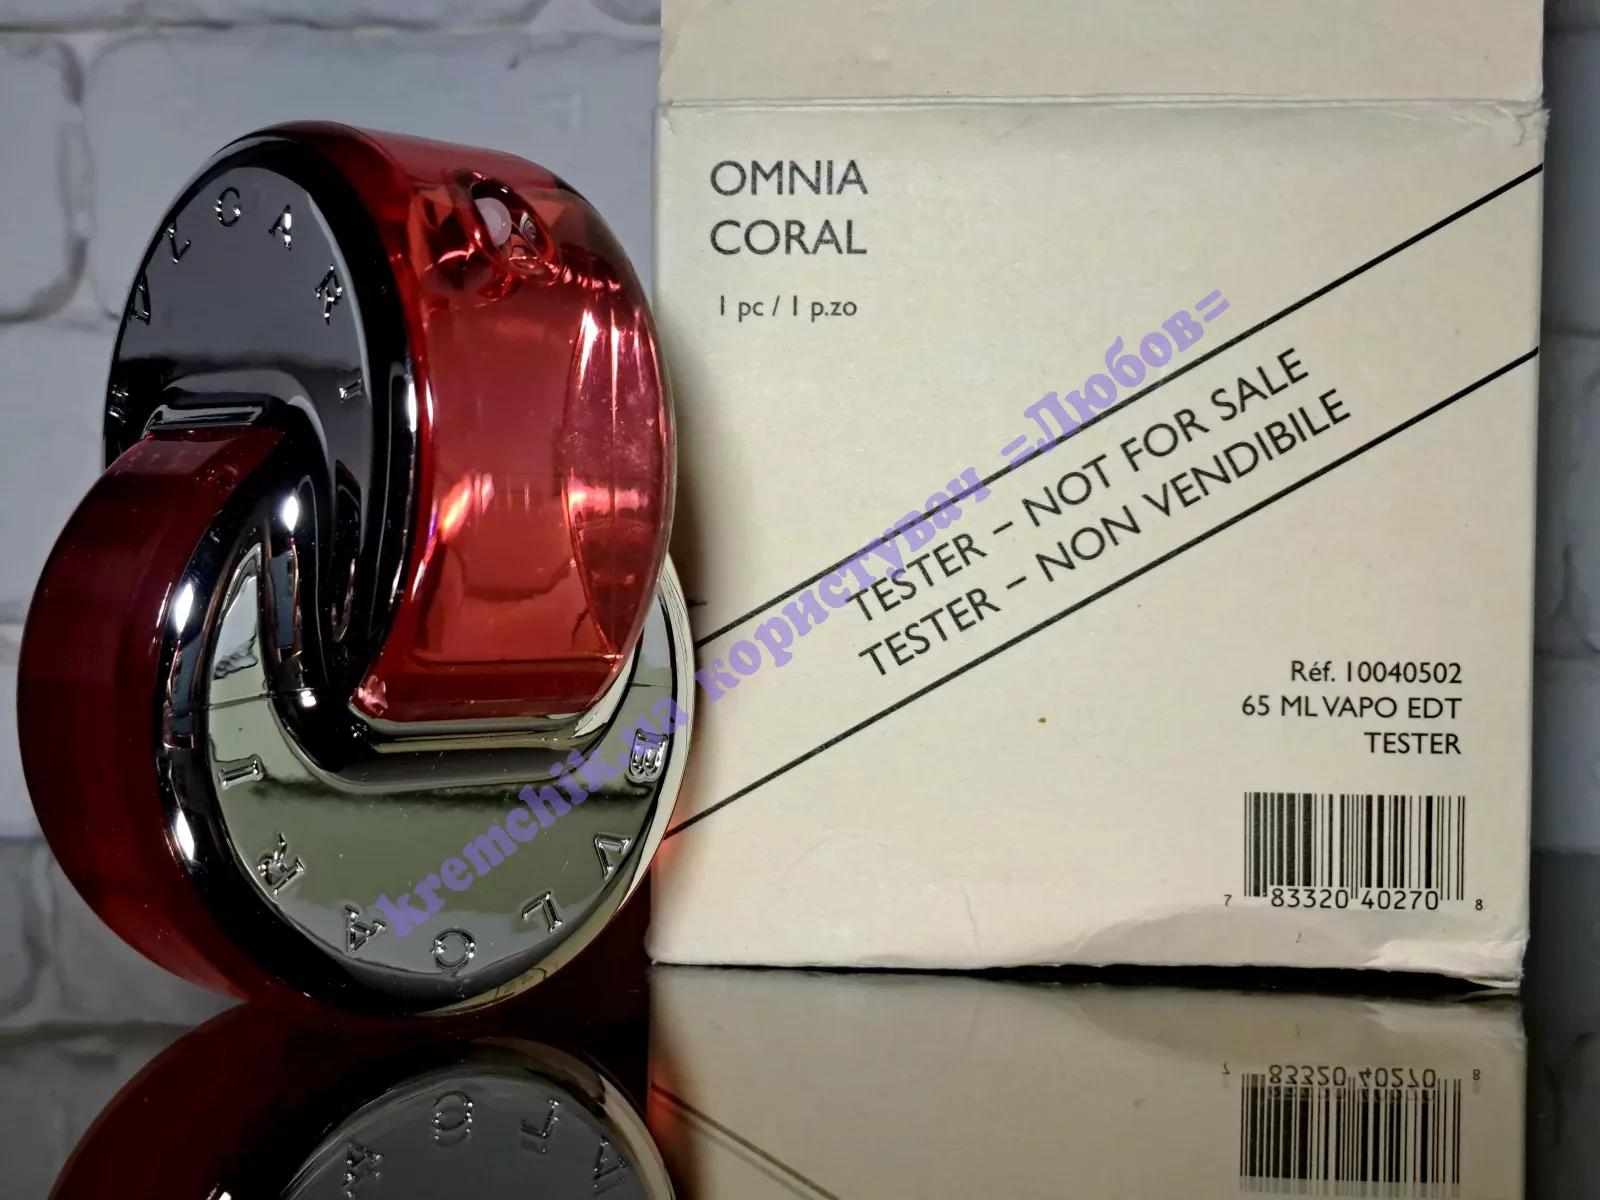 BVLGARI
BVLGARI
OMNIA
CORAL
1 pc / 1 p.zo
TESTER – NOT FOR SALE
TESTER – NON VENDIBILE
kremchik.ua користувач =Любов=
Réf. 10040502
65 ML VAPO EDT
TESTER
7 83320 40270 8